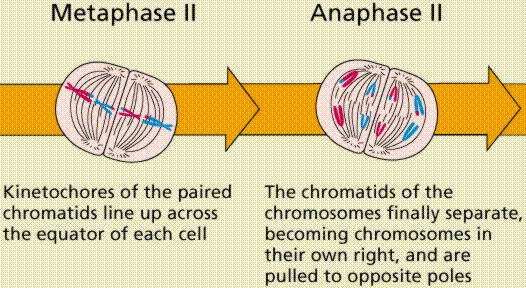 Metaphase II
Kinetochores of the paired
chromatids line up across
the equator of each cell
Anaphase II
The chromatids of the
chromosomes finally separate,
becoming chromosomes in
their own right, and are
pulled to opposite poles